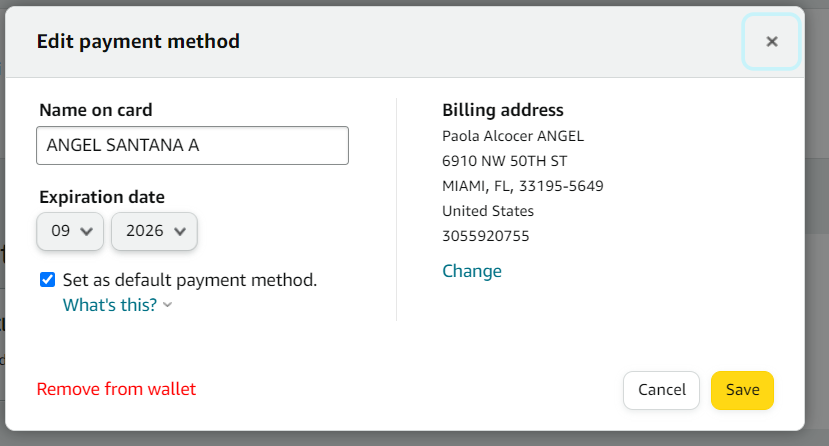 Edit payment method
Name on card
ANGEL SANTANA A
Expiration date
09
2026
Set as default payment method.
What's this?
Billing address
Paola Alcocer ANGEL
6910 NW 50TH ST
MIAMI, FL, 33195-5649
United States
3055920755
Change
Remove from wallet
Cancel
Save